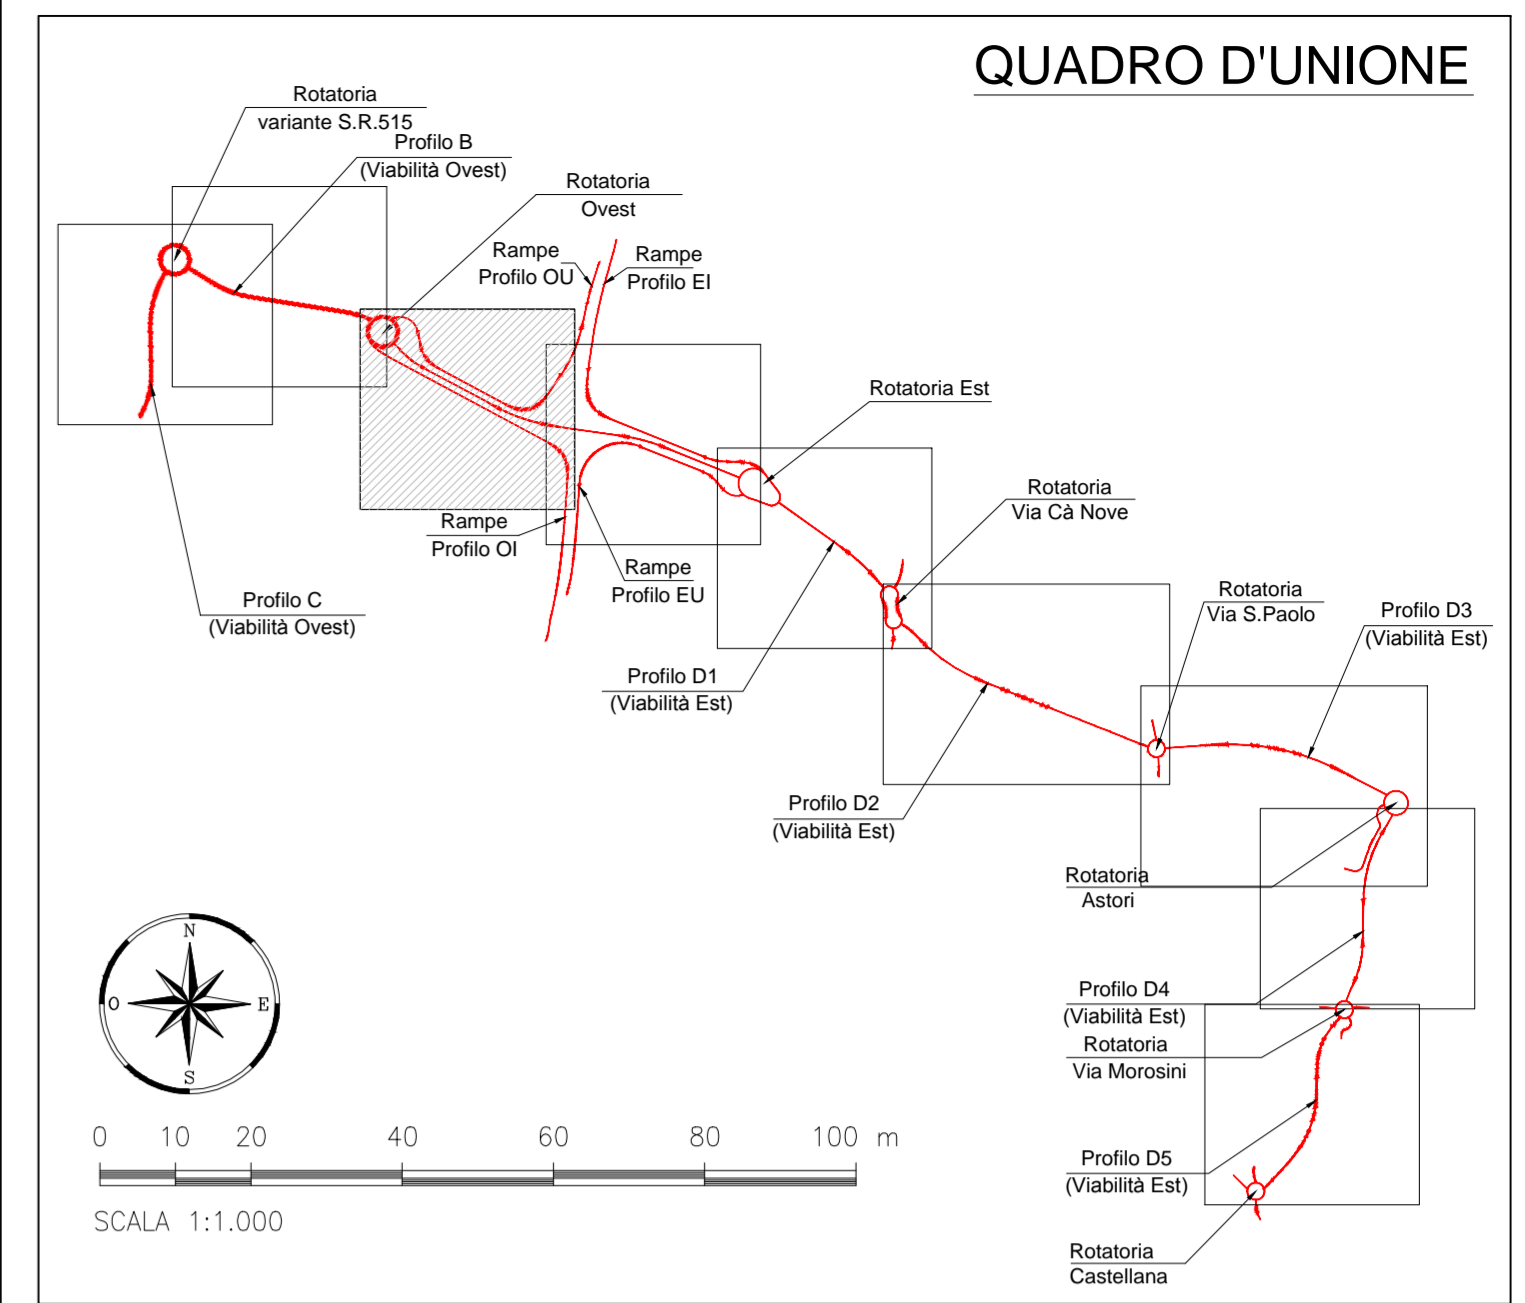 QUADRO D'UNIONE
Rotatoria
variante S.R.515
Profilo B
(Viabilità Ovest)
Rotatoria
Ovest
Rampe
Profilo OU
Rampe
Profilo EI
Rotatoria Est
Rotatoria
Via Cà Nove
Rampe
Profilo OI
Rampe
Profilo EU
Profilo C
(Viabilità Ovest)
Rotatoria
Via S.Paolo
Profilo D3
(Viabilità Est)
Profilo D1
(Viabilità Est)
Profilo D2
(Viabilità Est)
Rotatoria
Astori
Profilo D4
(Viabilità Est)
Rotatoria
Via Morosini
Profilo D5
(Viabilità Est)
Rotatoria
Castellana
N
O E
S
0 10 20 40 60 80 100 m
SCALA 1:1.000